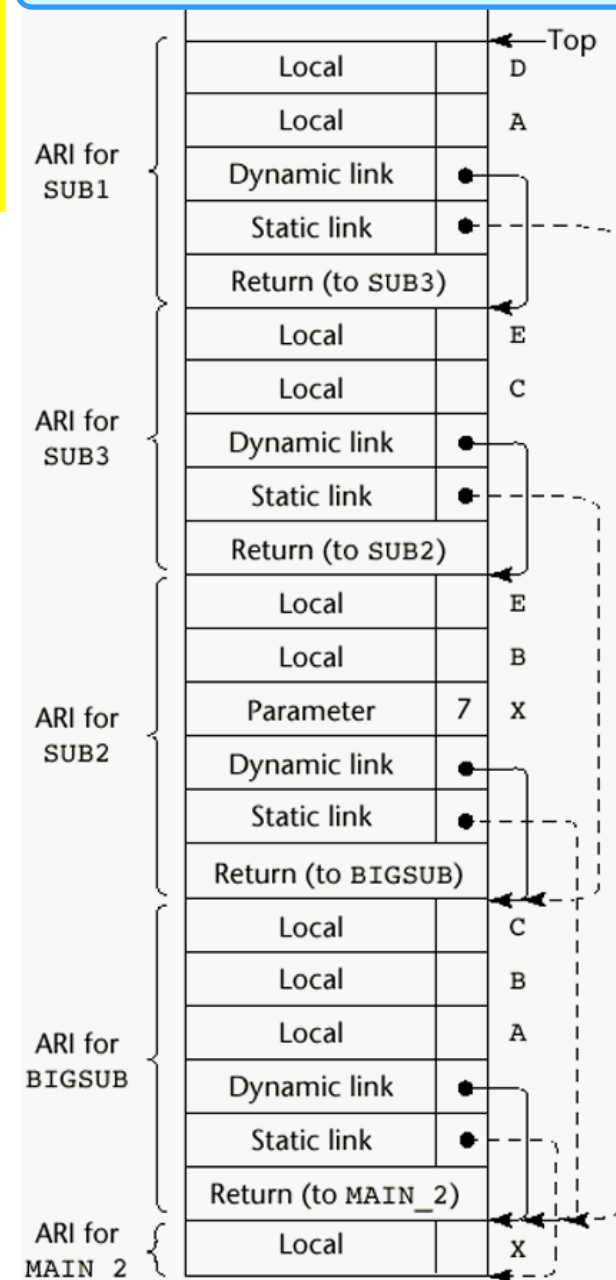 Top
Local D
Local A
ARI for
SUB1
Dynamic link
Static link
Return (to SUB3)
Local E
Local C
ARI for
SUB3
Dynamic link
Static link
Return (to SUB2)
Local E
Local B
ARI for
SUB2
Parameter 7 X
Dynamic link
Static link
Return (to BIGSUB)
Local C
Local B
Local A
ARI for
BIGSUB
Dynamic link
Static link
Return (to MAIN_2)
ARI for
MAIN_2
Local X